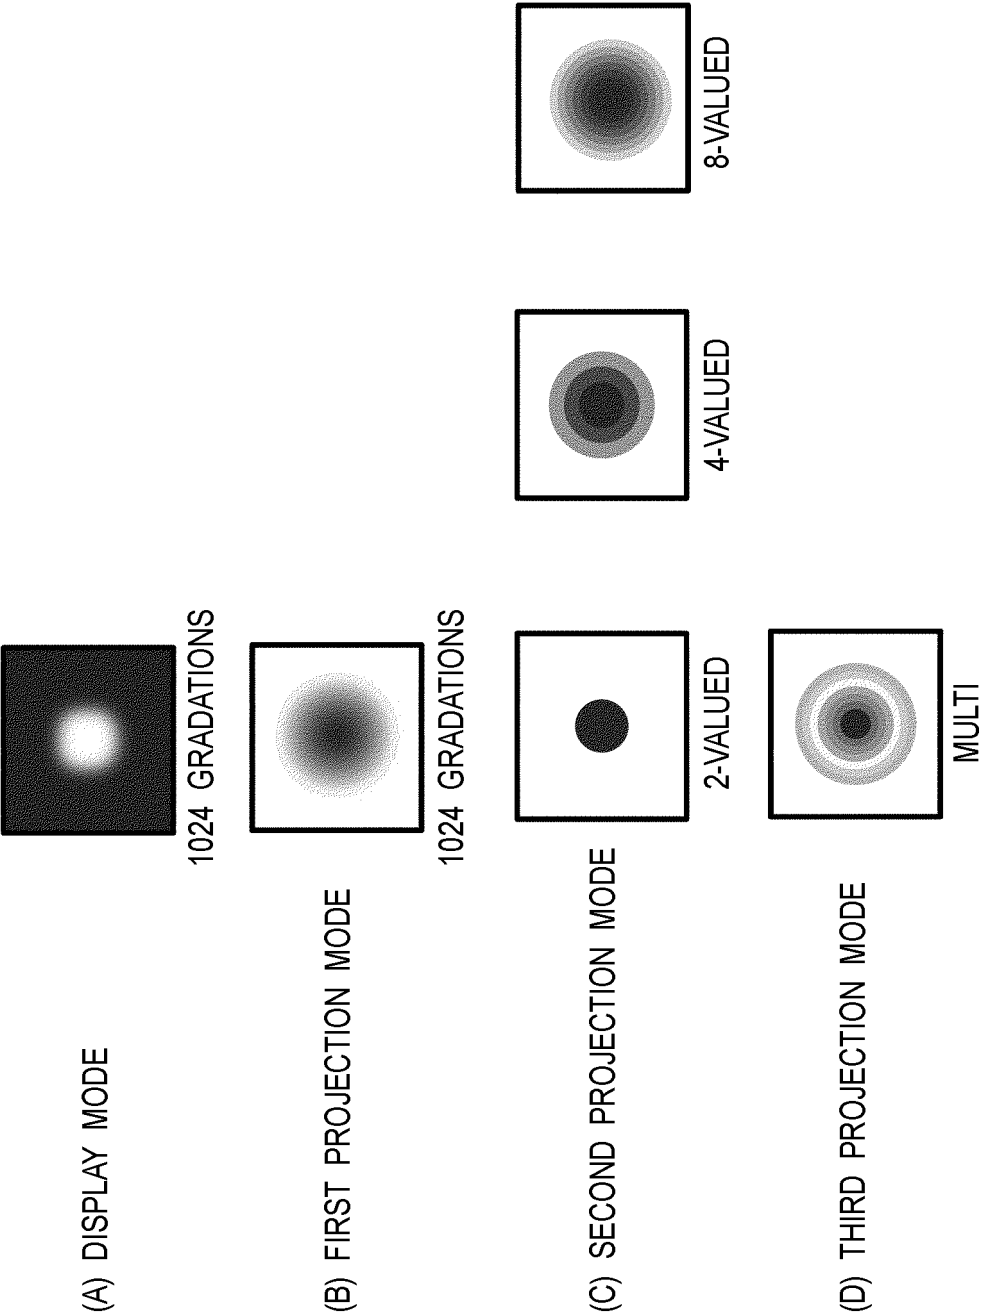 (A) DISPLAY MODE
1024 GRADATIONS
(B) FIRST PROJECTION MODE
1024 GRADATIONS
(C) SECOND PROJECTION MODE
2-VALUED
4-VALUED
8-VALUED
(D) THIRD PROJECTION MODE
MULTI